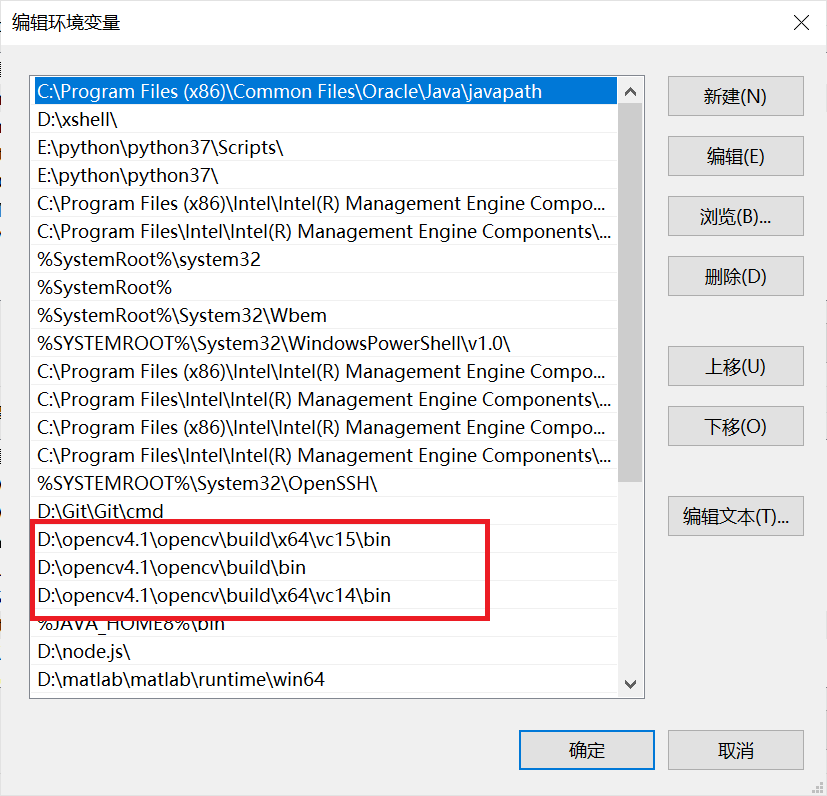 编辑环境变量
C:\Program Files (x86)\Common Files\Oracle\Java\javapath
D:\xshell\
E:\python\python37\Scripts\
E:\python\python37\
C:\Program Files (x86)\Intel\Intel(R) Management Engine Compo...
C:\Program Files\Intel\Intel(R) Management Engine Components\...
%SystemRoot%\system32
%SystemRoot%
%SystemRoot%\System32\Wbem
%SYSTEMROOT%\System32\WindowsPowerShell\v1.0\
C:\Program Files (x86)\Intel\Intel(R) Management Engine Compo...
C:\Program Files\Intel\Intel(R) Management Engine Components\...
C:\Program Files (x86)\Intel\Intel(R) Management Engine Compo...
C:\Program Files\Intel\Intel(R) Management Engine Components\...
%SYSTEMROOT%\System32\OpenSSH\
D:\Git\Git\cmd
D:\opencv4.1\opencv\build\x64\vc15\bin
D:\opencv4.1\opencv\build\bin
D:\opencv4.1\opencv\build\x64\vc14\bin
%JAVA_HOME8%\bin
D:\node.js\
D:\matlab\matlab\runtime\win64
新建(N)
编辑(E)
浏览(B)...
删除(D)
上移(U)
下移(O)
编辑文本(T)...
确定
取消